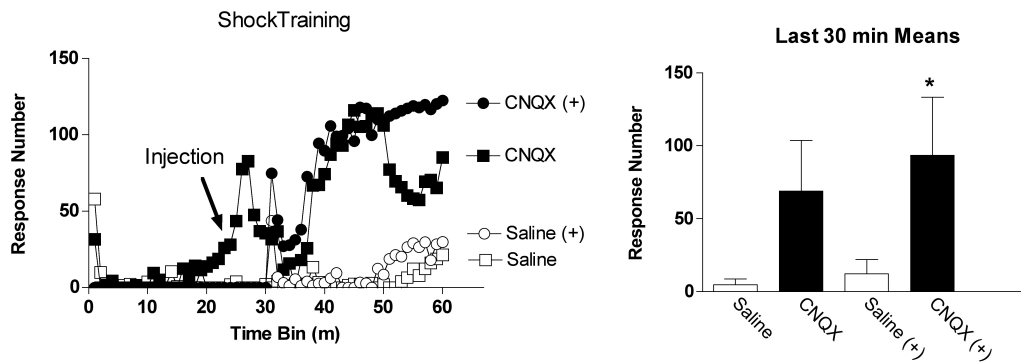 ShockTraining
150
100
50
0
Response Number
Injection
0 10 20 30 40 50 60
Time Bin (m)
CNQX (+)
CNQX
Saline (+)
Saline
Last 30 min Means
150
100
50
0
Response Number
*
Saline
CNQX
Saline (+)
CNQX (+)